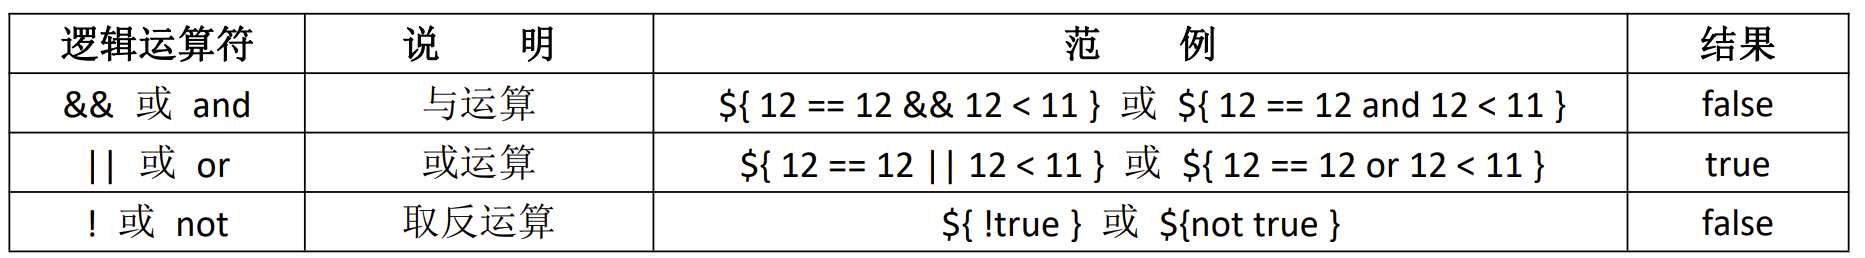 逻辑运算符 说 明 范 例 结果
&& 或 and 与运算 ${ 12 == 12 && 12 < 11 } 或 ${ 12 == 12 and 12 < 11 } false
|| 或 or 或运算 ${ 12 == 12 || 12 < 11 } 或 ${ 12 == 12 or 12 < 11 } true
! 或 not 取反运算 ${ !true } 或 ${not true } false